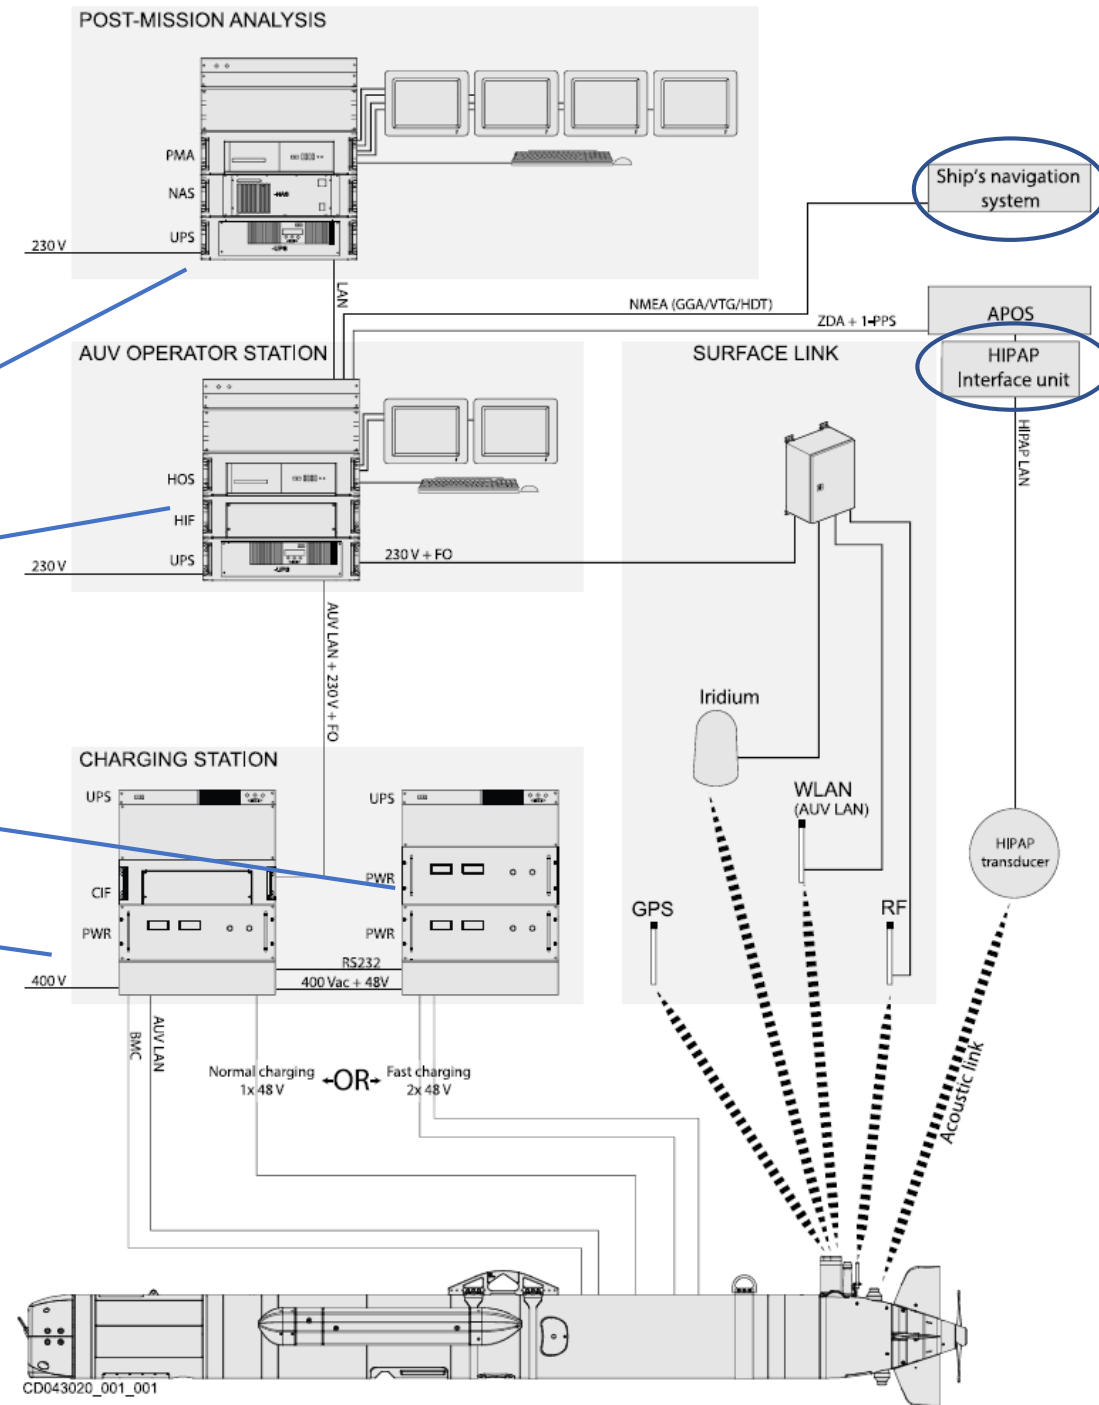 POST-MISSION ANALYSIS
PMA
NAS
-NAS
UPS
-UPS
230 V
LAN
Ship's navigation
system
NMEA (GGA/VTG/HDT)
ZDA + 1-PPS
APOS
HIPAP
Interface unit
HIPAP LAN
AUV OPERATOR STATION
HOS
HIF
UPS
-UPS
230 V
230 V + FO
AUV LAN + 230 V + FO
SURFACE LINK
Iridium
WLAN
(AUV LAN)
GPS
RF
HIPAP
transducer
Acoustic link
CHARGING STATION
UPS
UPS
CIF
PWR
PWR
PWR
400 V
RS232
400 Vac + 48V
BMC
AUV LAN
Normal charging
1x 48 V
OR
Fast charging
2x 48 V
CD043020_001_001